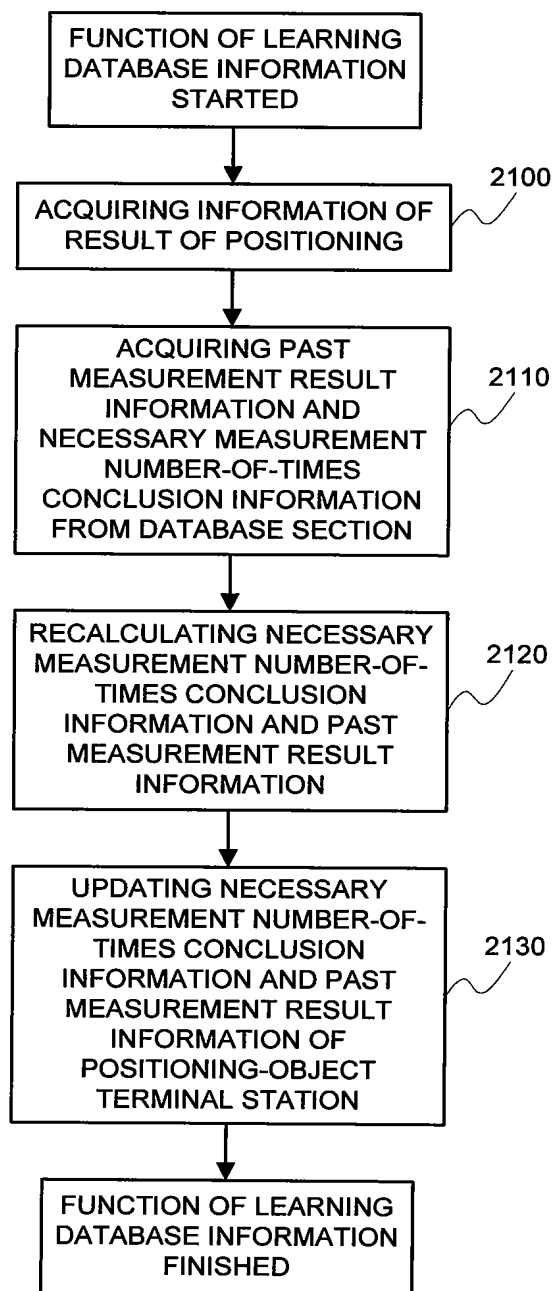 FUNCTION OF LEARNING
DATABASE INFORMATION
STARTED
2100
ACQUIRING INFORMATION OF
RESULT OF POSITIONING
2110
ACQUIRING PAST
MEASUREMENT RESULT
INFORMATION AND
NECESSARY MEASUREMENT
NUMBER-OF-TIMES
CONCLUSION INFORMATION
FROM DATABASE SECTION
2120
RECALCULATING NECESSARY
MEASUREMENT NUMBER-OF-
TIMES CONCLUSION
INFORMATION AND PAST
MEASUREMENT RESULT
INFORMATION
2130
UPDATING NECESSARY
MEASUREMENT NUMBER-OF-
TIMES CONCLUSION
INFORMATION AND PAST
MEASUREMENT RESULT
INFORMATION OF
POSITIONING-OBJECT
TERMINAL STATION
FUNCTION OF LEARNING
DATABASE INFORMATION
FINISHED